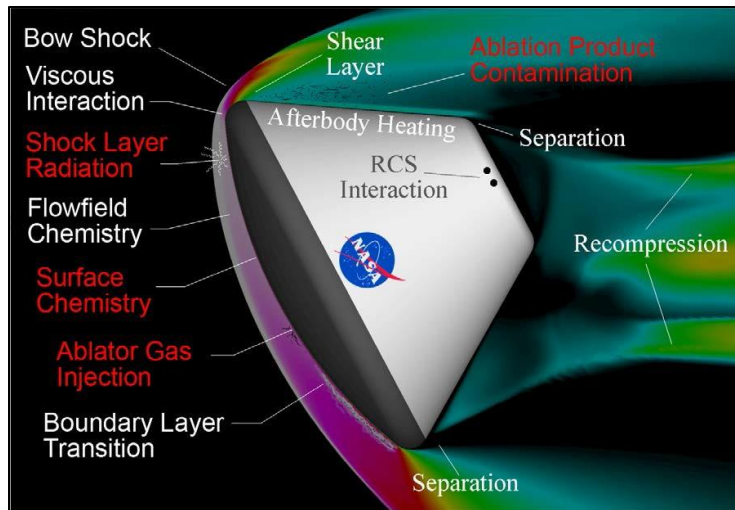 Bow Shock
Viscous
Interaction
Shock Layer
Radiation
Flowfield
Chemistry
Surface
Chemistry
Ablator Gas
Injection
Boundary Layer
Transition
Shear
Layer
Ablation Product
Contamination
Afterbody Heating
Separation
RCS
Interaction
NASA
Recompression
Separation